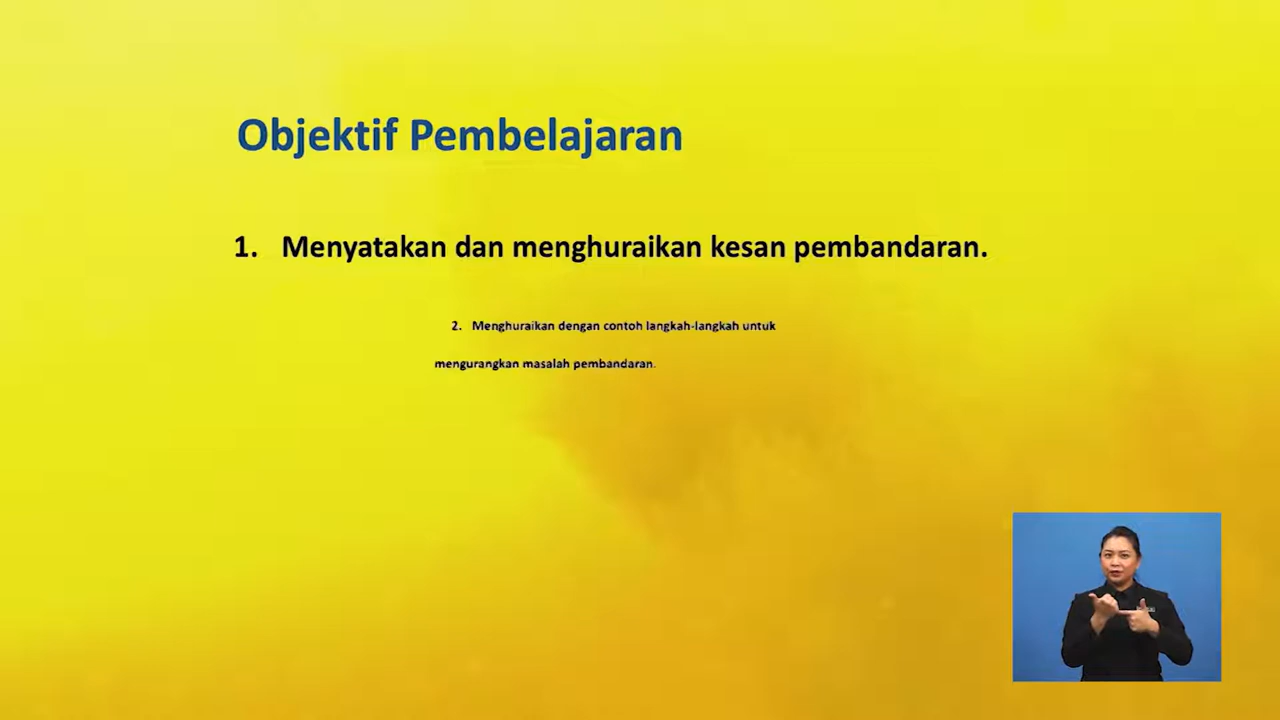 Objektif Pembelajaran
1. Menyatakan dan menghuraikan kesan pembandaran.
2. Menghuraikan dengan contoh langkah-langkah untuk
mengurangkan masalah pembandaran.